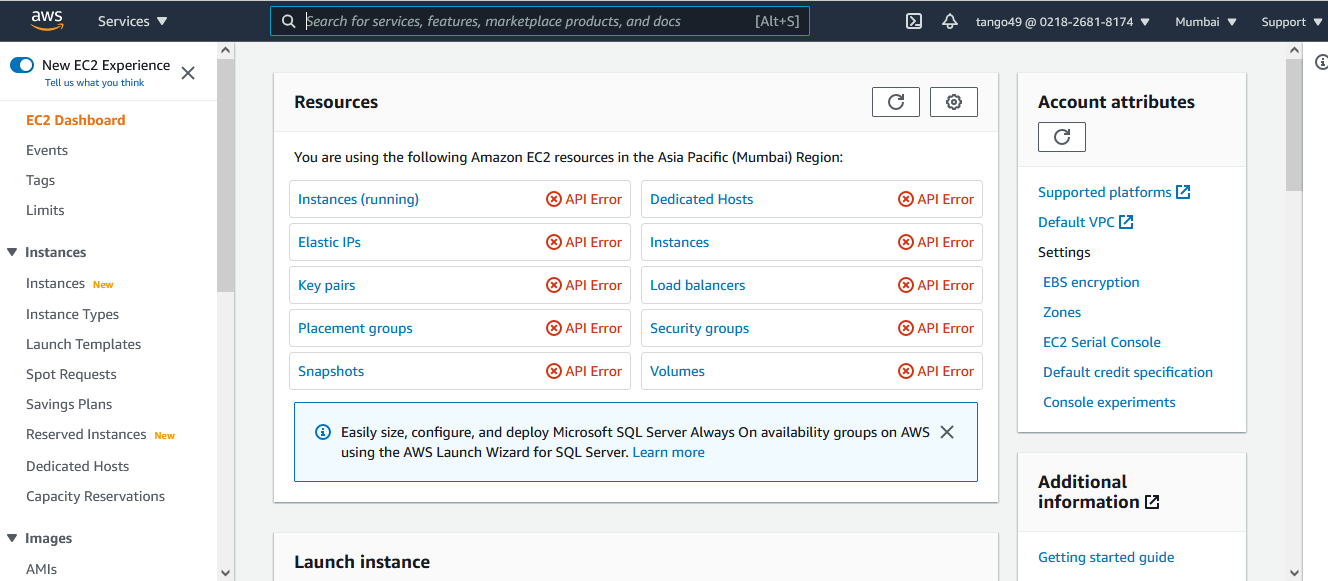 aws
Services
Search for services, features, marketplace products, and docs [Alt+S]
tango49 @ 0218-2681-8174
Mumbai
Support
New EC2 Experience
Tell us what you think
EC2 Dashboard
Events
Tags
Limits
Instances
Instances New
Instance Types
Launch Templates
Spot Requests
Savings Plans
Reserved Instances New
Dedicated Hosts
Capacity Reservations
Images
AMIs
Resources
You are using the following Amazon EC2 resources in the Asia Pacific (Mumbai) Region:
Instances (running) API Error
Dedicated Hosts API Error
Elastic IPs API Error
Instances API Error
Key pairs API Error
Load balancers API Error
Placement groups API Error
Security groups API Error
Snapshots API Error
Volumes API Error
Easily size, configure, and deploy Microsoft SQL Server Always On availability groups on AWS
using the AWS Launch Wizard for SQL Server. Learn more
Launch instance
Account attributes
Supported platforms
Default VPC
Settings
EBS encryption
Zones
EC2 Serial Console
Default credit specification
Console experiments
Additional
information
Getting started guide